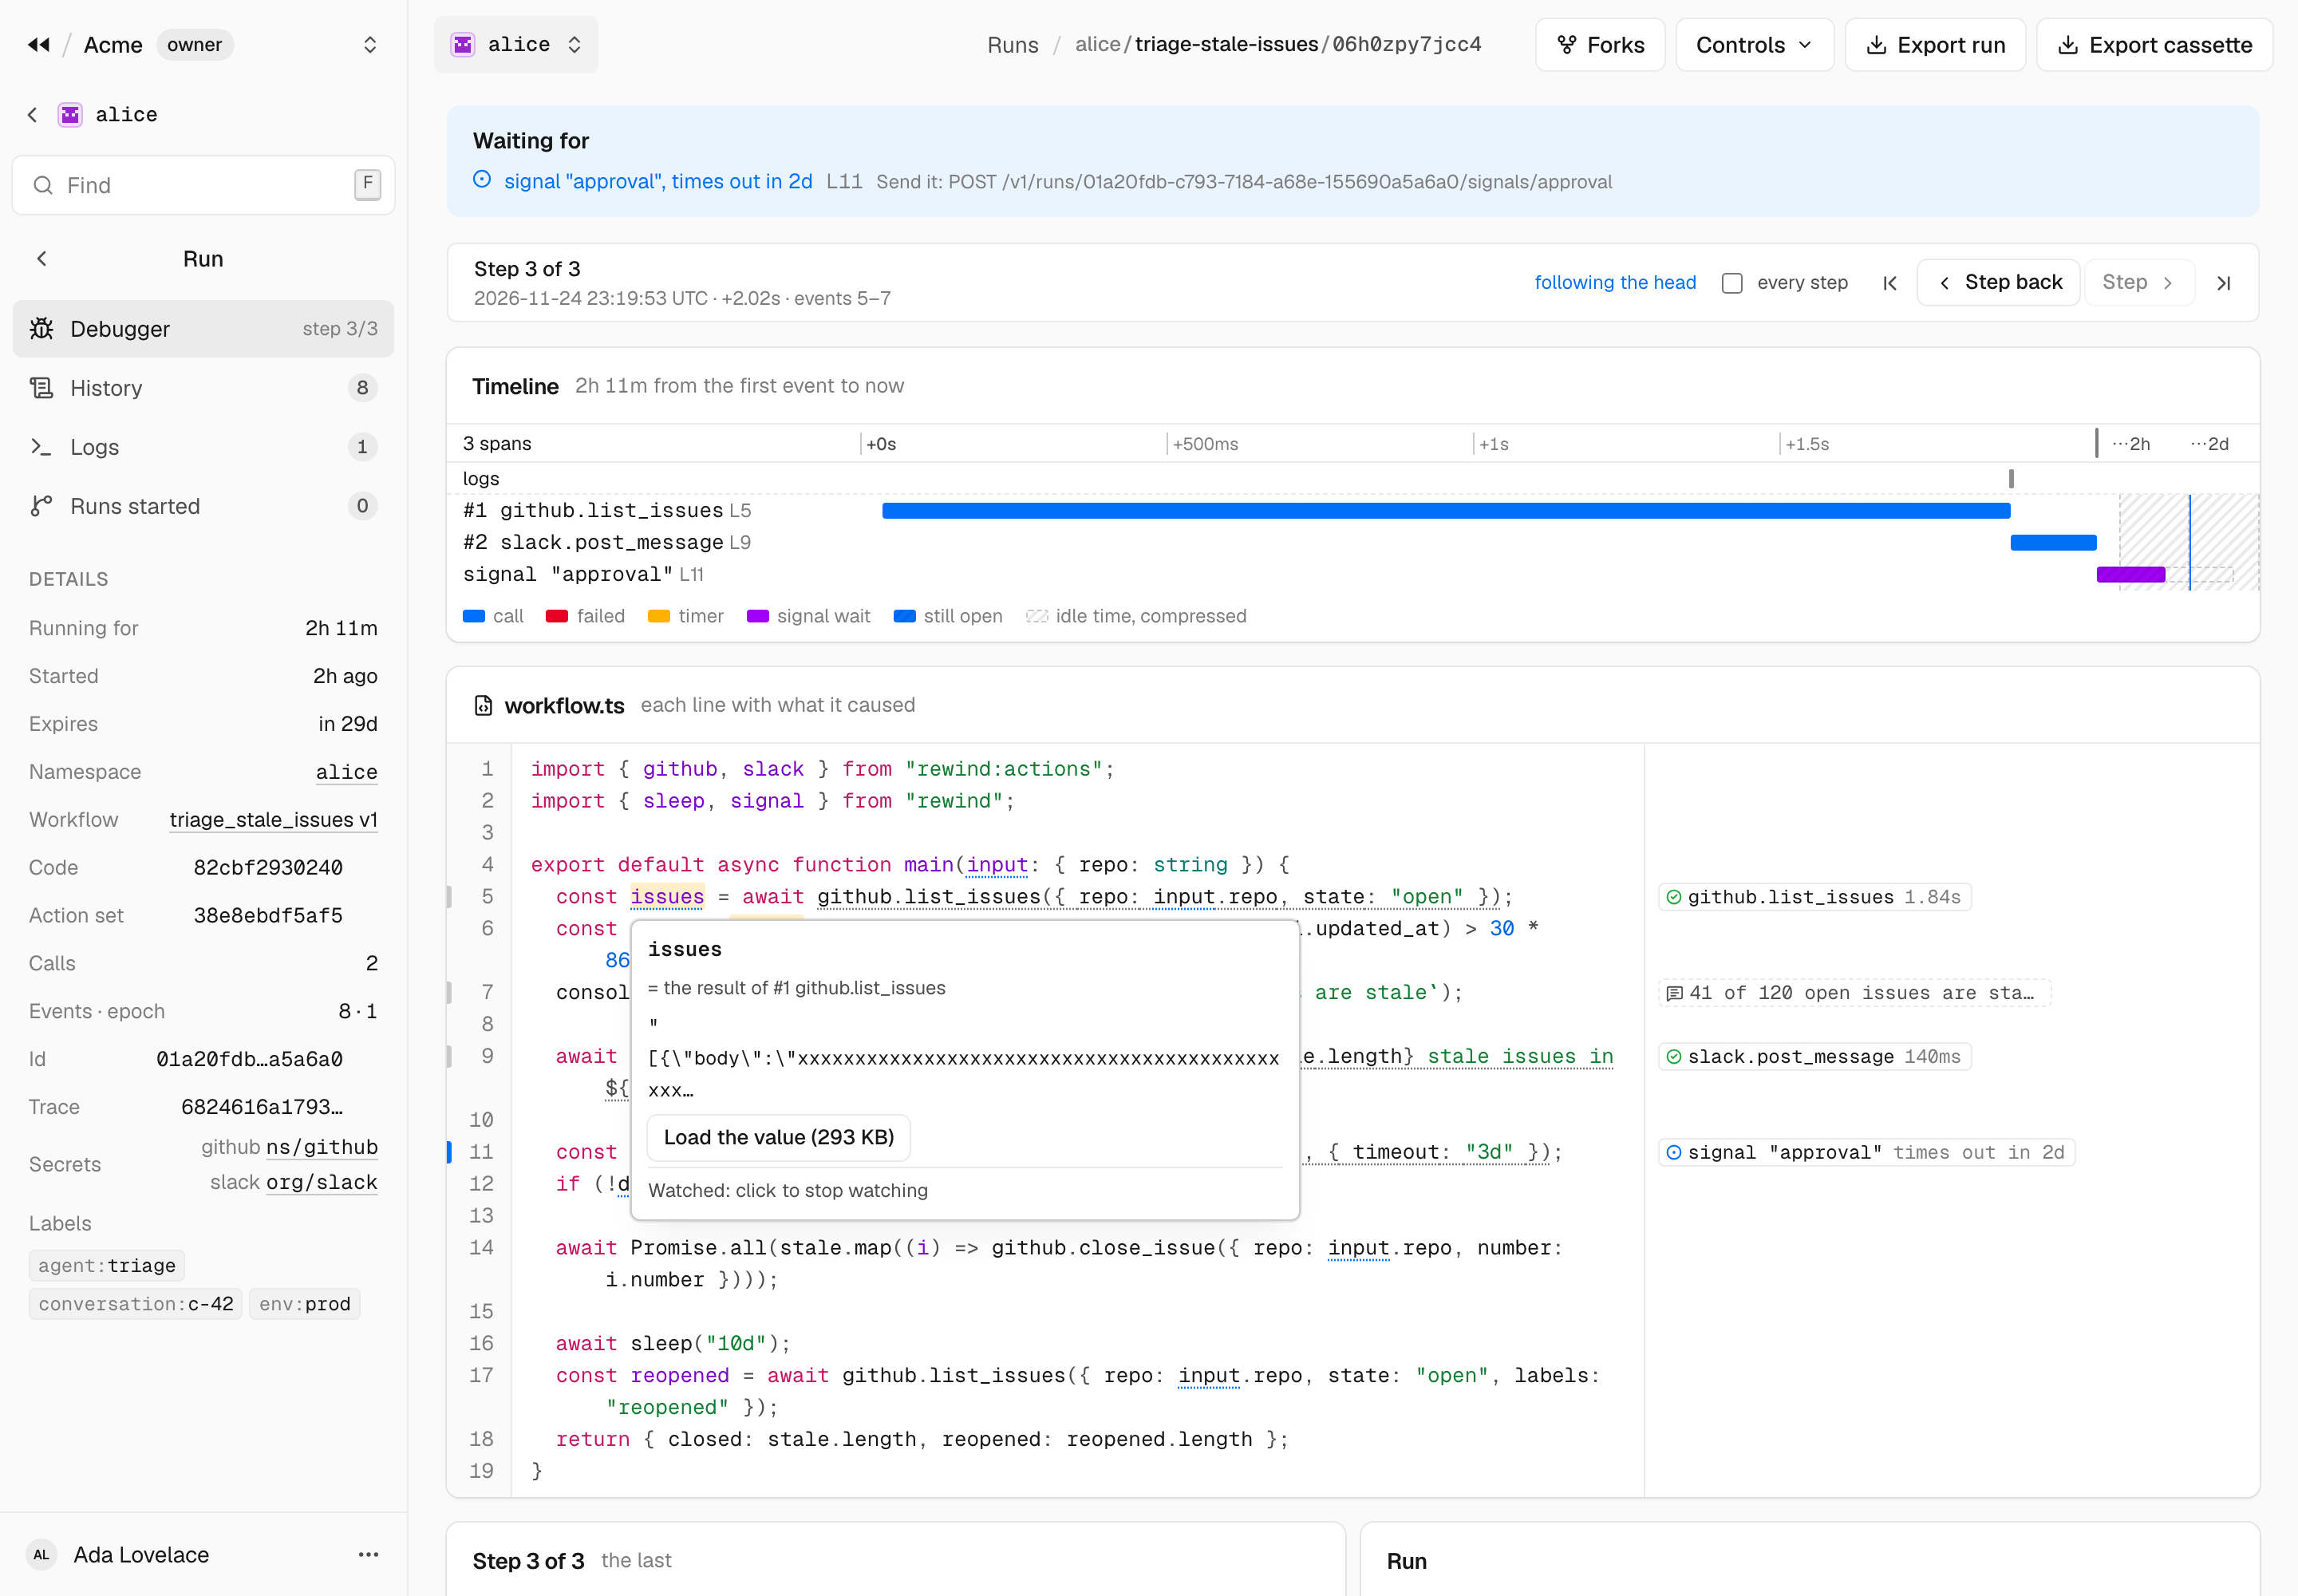 / Acme owner
alice
Find F
Run
Debugger step 3/3
History 8
Logs 1
Runs started 0
DETAILS
Running for 2h 11m
Started 2h ago
Expires in 29d
Namespace alice
Workflow triage_stale_issues v1
Code 82cbf2930240
Action set 38e8ebdf5af5
Calls 2
Events · epoch 8 · 1
Id 01a20fdb…a5a6a0
Trace 6824616a1793…
Secrets github ns/github
slack org/slack
Labels
agent:triage
conversation:c-42 env:prod
AL Ada Lovelace
alice
Runs / alice/triage-stale-issues/06h0zpy7jcc4
Forks
Controls
Export run
Export cassette
Waiting for
signal "approval", times out in 2d L11 Send it: POST /v1/runs/01a20fdb-c793-7184-a68e-155690a5a6a0/signals/approval
Step 3 of 3
2026-11-24 23:19:53 UTC · +2.02s · events 5–7
following the head every step Step back Step
Timeline 2h 11m from the first event to now
3 spans +0s +500ms +1s +1.5s ···2h ···2d
logs
#1 github.list_issues L5
#2 slack.post_message L9
signal "approval" L11
call failed timer signal wait still open idle time, compressed
workflow.ts each line with what it caused
1 import { github, slack } from "rewind:actions";
2 import { sleep, signal } from "rewind";
3
4 export default async function main(input: { repo: string }) {
5 const issues = await github.list_issues({ repo: input.repo, state: "open" }); github.list_issues 1.84s
6 const .updated_at) > 30 *
86
7 consol are stale`); 41 of 120 open issues are sta…
8
9 await .length} stale issues in slack.post_message 140ms
${
10
11 const , { timeout: "3d" }); signal "approval" times out in 2d
12 if (!d
13
issues
= the result of #1 github.list_issues
"
[{\"body\":\"xxxxxxxxxxxxxxxxxxxxxxxxxxxxxxxxxxxxxxxxxx
xxx…
Load the value (293 KB)
Watched: click to stop watching
14 await Promise.all(stale.map((i) => github.close_issue({ repo: input.repo, number:
i.number })));
15
16 await sleep("10d");
17 const reopened = await github.list_issues({ repo: input.repo, state: "open", labels:
"reopened" });
18 return { closed: stale.length, reopened: reopened.length };
19 }
Step 3 of 3 the last
Run